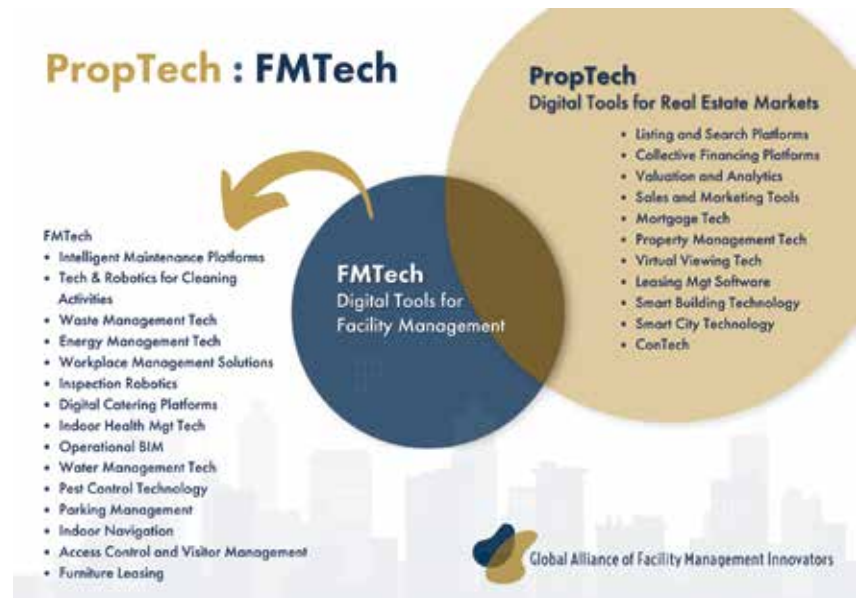 PropTech : FMTech
PropTech
Digital Tools for Real Estate Markets
• Listing and Search Platforms
• Collective Financing Platforms
• Valuation and Analytics
• Sales and Marketing Tools
• Mortgage Tech
• Property Management Tech
• Virtual Viewing Tech
• Leasing Mgt Software
• Smart Building Technology
• Smart City Technology
• ConTech
FMTech
Digital Tools for
Facility Management
FMTech
• Intelligent Maintenance Platforms
• Tech & Robotics for Cleaning
Activities
• Waste Management Tech
• Energy Management Tech
• Workplace Management Solutions
• Inspection Robotics
• Digital Catering Platforms
• Indoor Health Mgt Tech
• Operational BIM
• Water Management Tech
• Pest Control Technology
• Parking Management
• Indoor Navigation
• Access Control and Visitor Management
• Furniture Leasing
Global Alliance of Facility Management Innovators